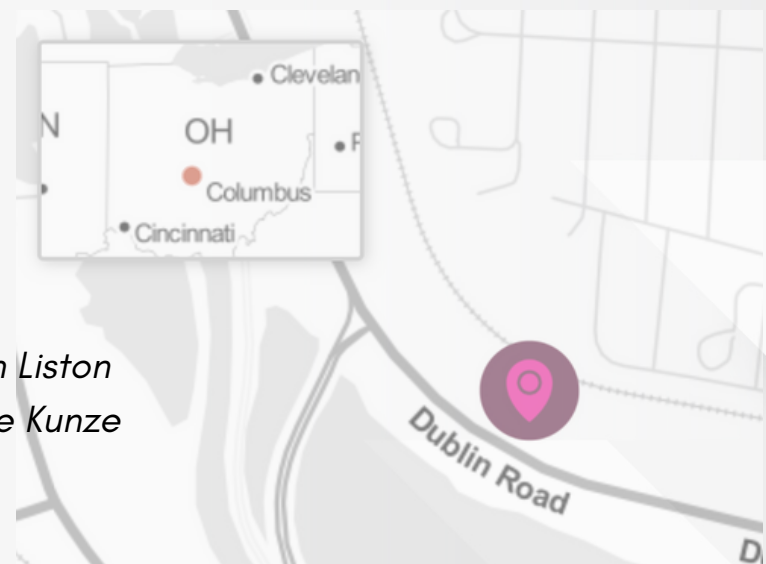 Clevelan
N
OH
F
Columbus
Cincinnati
n Liston
e Kunze
Dublin Road
D